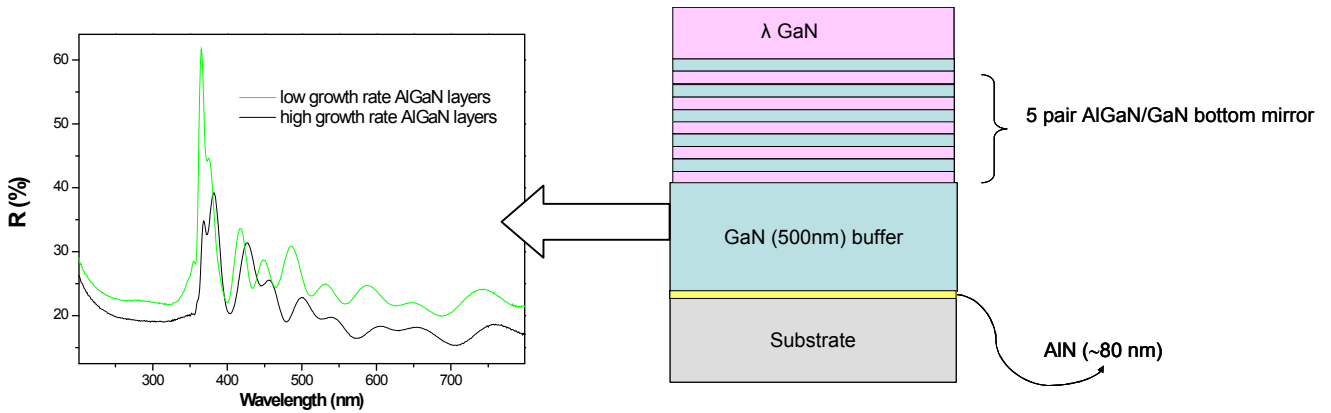 60
50
40
30
20
R (%)
300
400
500
600
700
Wavelength (nm)
low growth rate AlGaN layers
high growth rate AlGaN layers
λ GaN
5 pair AlGaN/GaN bottom mirror
GaN (500nm) buffer
Substrate
AlN (~80 nm)